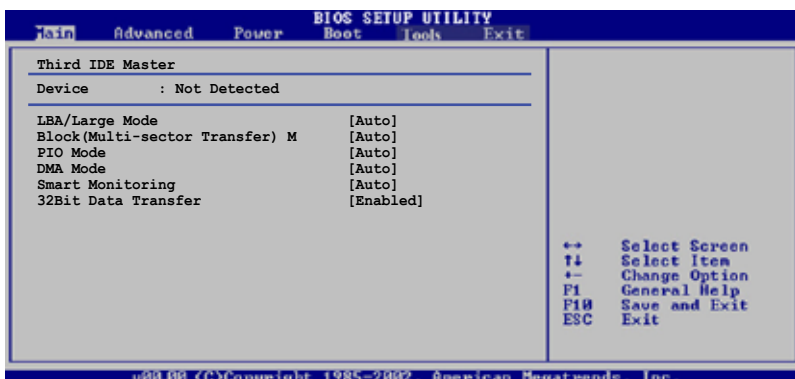 BIOS SETUP UTILITY
Main Advanced Power Boot Tools Exit
Third IDE Master
Device : Not Detected
LBA/Large Mode [Auto]
Block(Multi-sector Transfer) M [Auto]
PIO Mode [Auto]
DMA Mode [Auto]
Smart Monitoring [Auto]
32Bit Data Transfer [Enabled]
↔ Select Screen
↑↓ Select Item
+- Change Option
F1 General Help
F10 Save and Exit
ESC Exit
v00.00 (C)Copyright 1985-2002, American Megatrends, Inc.